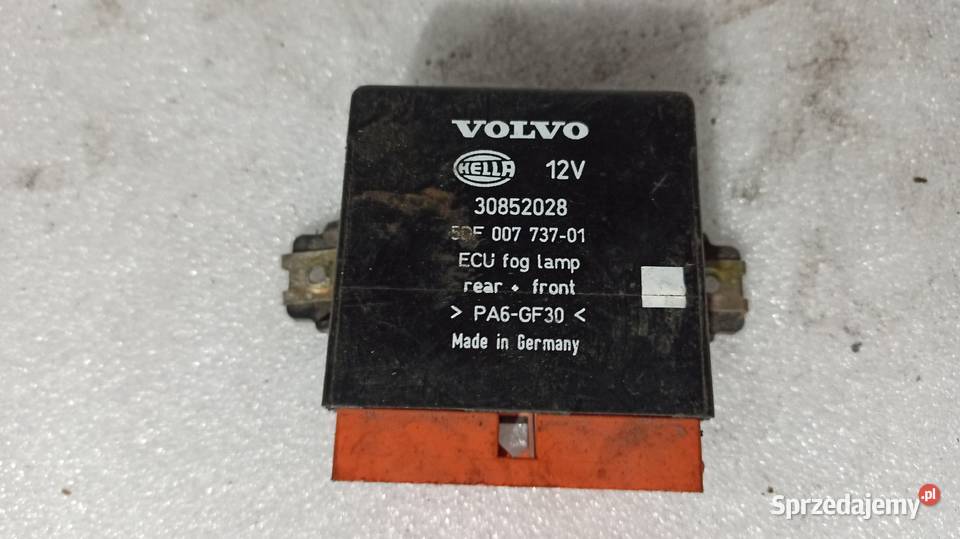 VOLVO
HELLA 12V
30852028
007 737-01
ECU fog lamp
rear • front
> PA6-GF30 <
Made in Germany
Sprzedajemy.pl